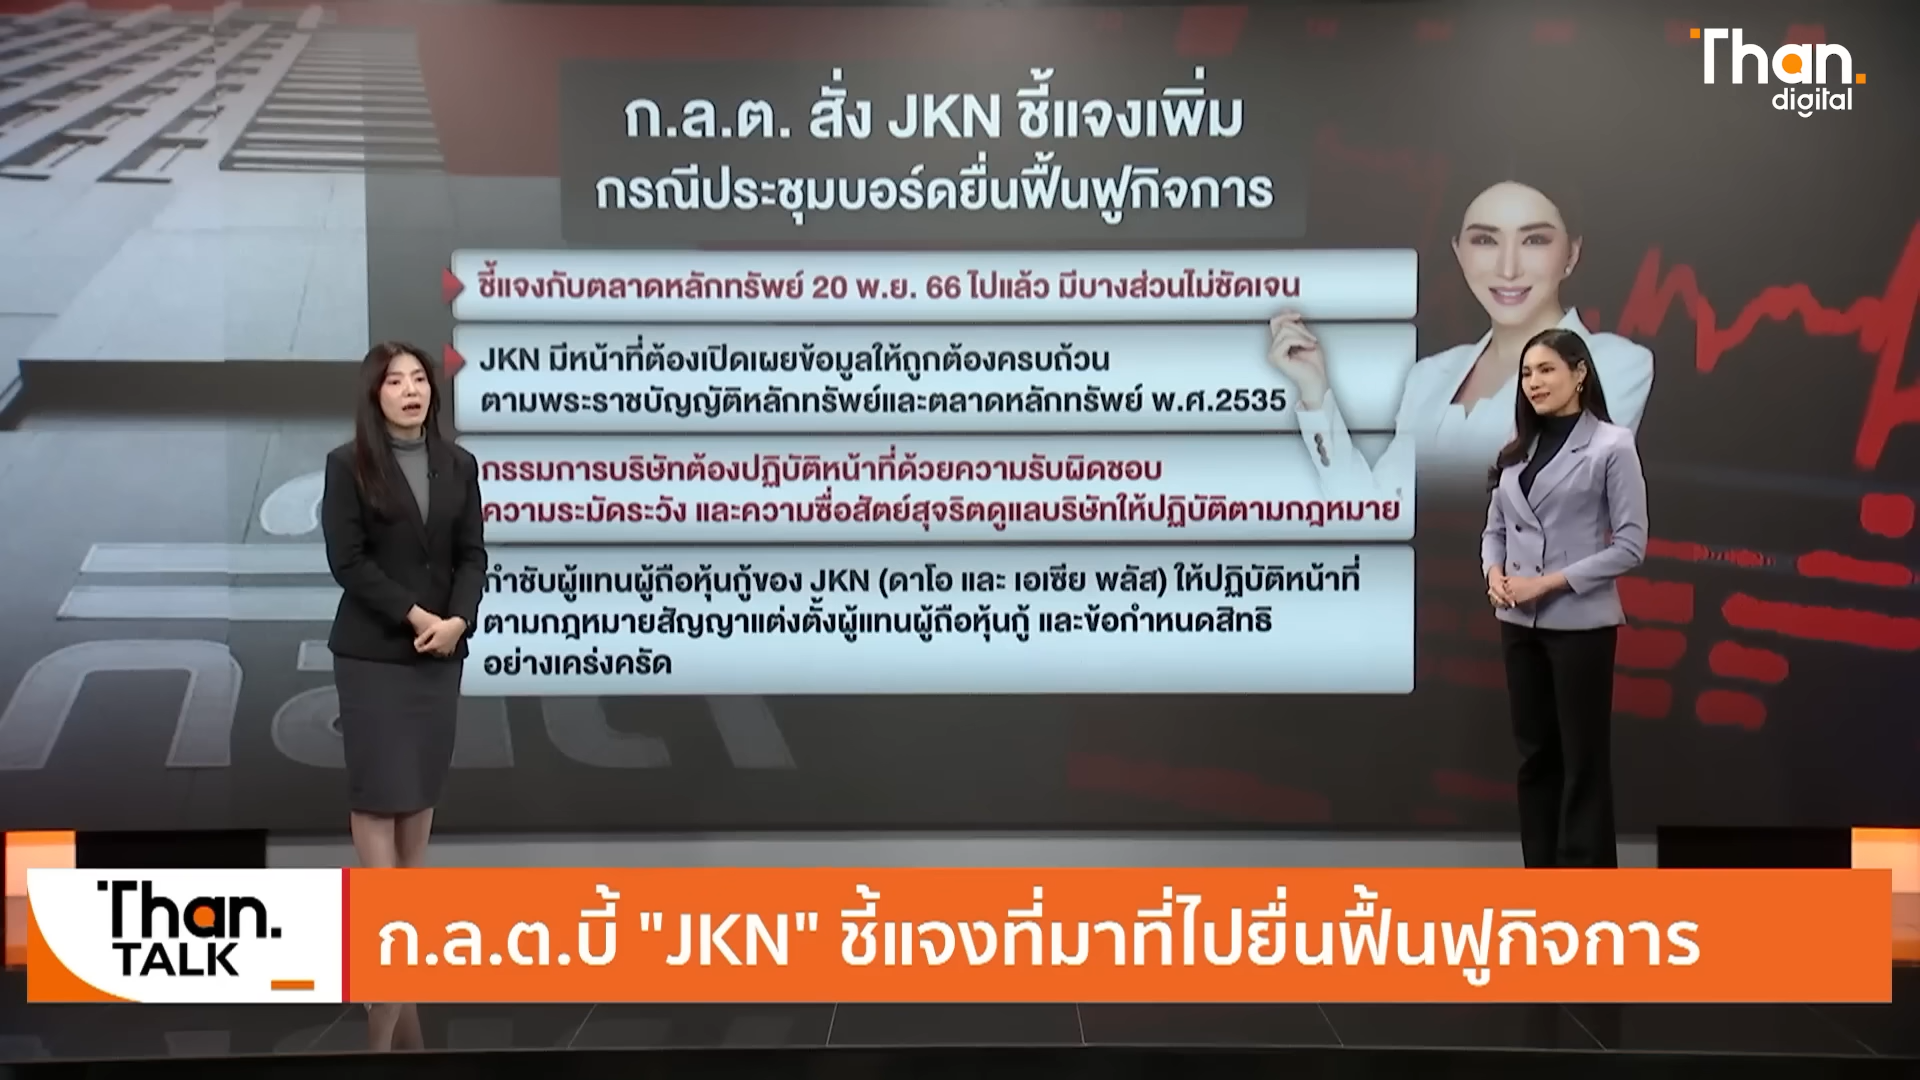 Than.
digital
ก.ล.ต. สั่ง JKN ชี้แจงเพิ่ม
กรณีประชุมบอร์ดยื่นฟื้นฟูกิจการ
ชี้แจงกับตลาดหลักทรัพย์ 20 พ.ย. 66 ไปแล้ว มีบางส่วนไม่ชัดเจน
JKN มีหน้าที่ต้องเปิดเผยข้อมูลให้ถูกต้องครบถ้วน
ตามพระราชบัญญัติหลักทรัพย์และตลาดหลักทรัพย์ พ.ศ.2535
กรรมการบริษัทต้องปฏิบัติหน้าที่ด้วยความรับผิดชอบ
ความระมัดระวัง และความซื่อสัตย์สุจริตดูแลบริษัทให้ปฏิบัติตามกฎหมาย
กำชับผู้แทนผู้ถือหุ้นกู้ของ JKN (ดาโอ และ เอเซีย พลัส) ให้ปฏิบัติหน้าที่
ตามกฎหมายสัญญาแต่งตั้งผู้แทนผู้ถือหุ้นกู้ และข้อกำหนดสิทธิ
อย่างเคร่งครัด
Than.
TALK
ก.ล.ต.บี้ "JKN" ชี้แจงที่มาที่ไปยื่นฟื้นฟูกิจการ